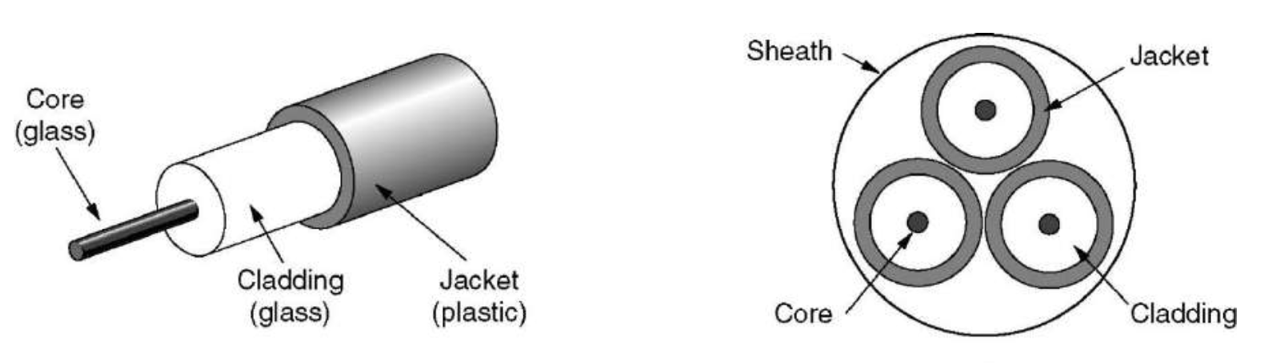 Core
(glass)
Cladding
(glass)
Jacket
(plastic)
Sheath
Jacket
Core
Cladding